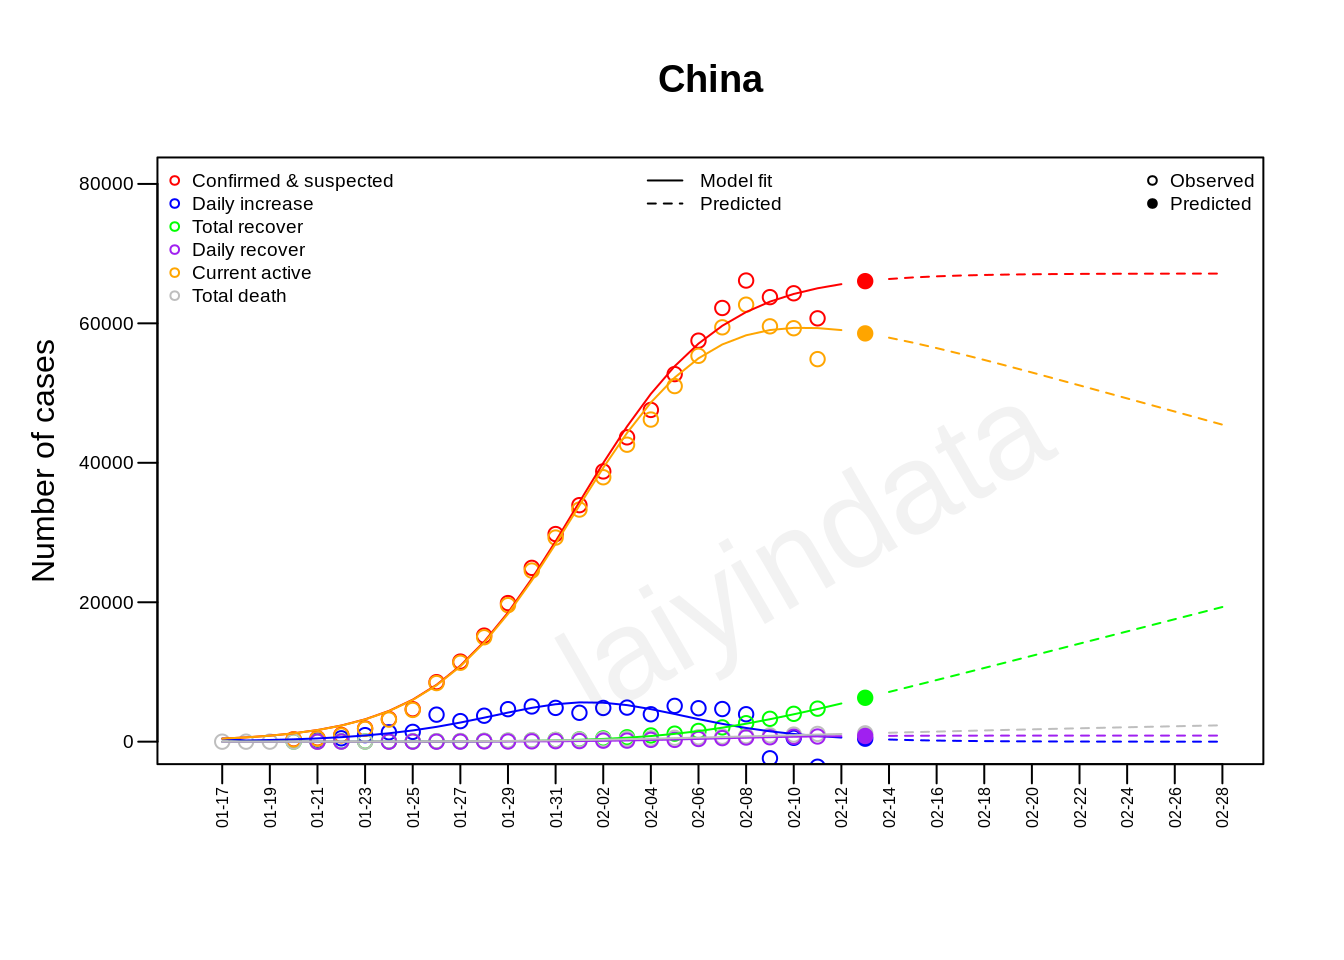 China
Number of cases
80000
60000
40000
20000
0
Confirmed & suspected
Daily increase
Total recover
Daily recover
Current active
Total death
Model fit
Predicted
Observed
Predicted
laiyindata
01-17
01-19
01-21
01-23
01-25
01-27
01-29
01-31
02-02
02-04
02-06
02-08
02-10
02-12
02-14
02-16
02-18
02-20
02-22
02-24
02-26
02-28